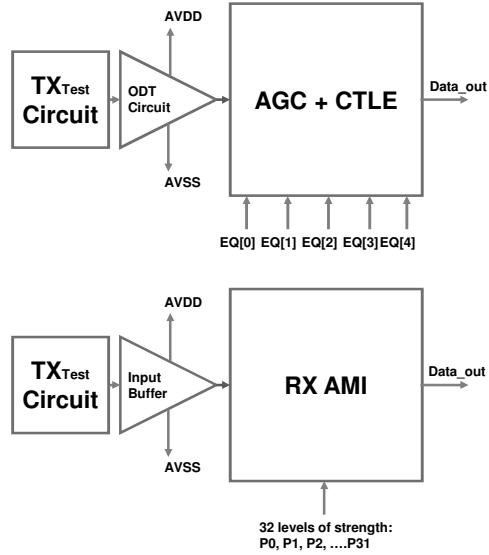 AVDD
TXTest
Circuit
ODT
Circuit
AGC + CTLE
Data_out
AVSS
EQ[0] EQ[1] EQ[2] EQ[3] EQ[4]
AVDD
TXTest
Circuit
Input
Buffer
RX AMI
Data_out
AVSS
32 levels of strength:
P0, P1, P2, ....P31